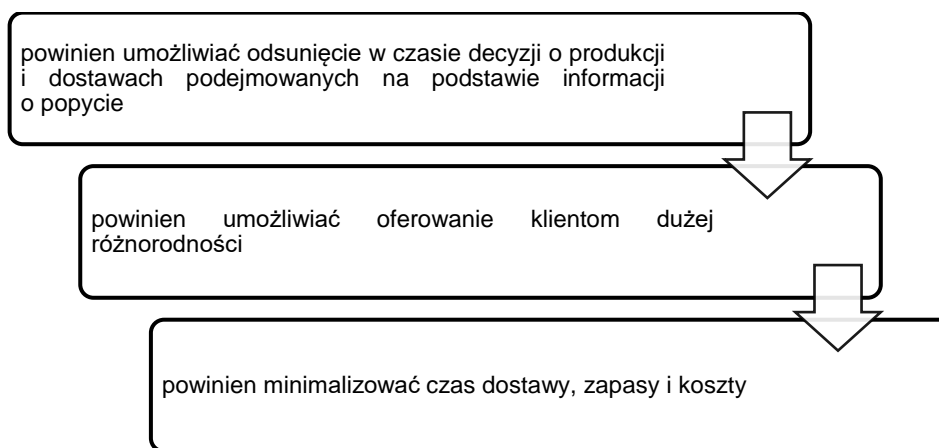 powinien umożliwiać odsunięcie w czasie decyzji o produkcji
i dostawach podejmowanych na podstawie informacji
o popycie
powinien umożliwiać oferowanie klientom dużej
różnorodności
powinien minimalizować czas dostawy, zapasy i koszty